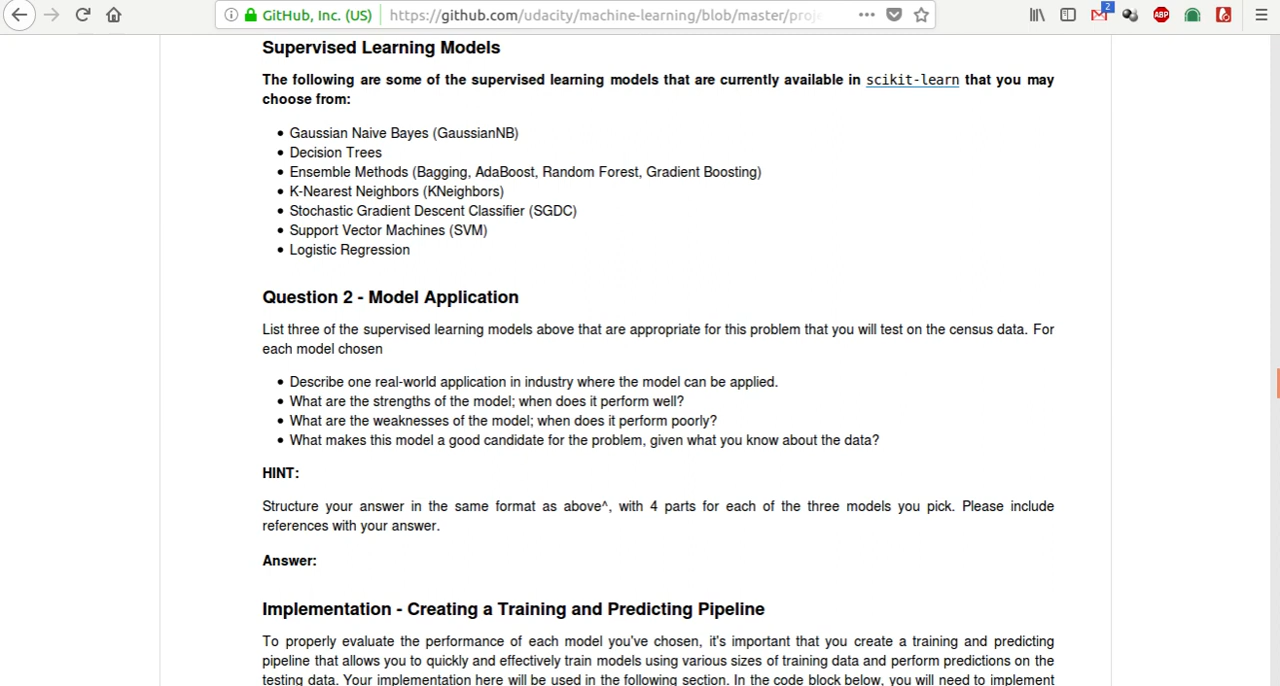 GitHub, Inc. (US)
https://github.com/udacity/machine-learning/blob/master/proj
2
ABP
Supervised Learning Models
The following are some of the supervised learning models that are currently available in scikit-learn that you may
choose from:
• Gaussian Naive Bayes (GaussianNB)
• Decision Trees
• Ensemble Methods (Bagging, AdaBoost, Random Forest, Gradient Boosting)
• K-Nearest Neighbors (KNeighbors)
• Stochastic Gradient Descent Classifier (SGDC)
• Support Vector Machines (SVM)
• Logistic Regression
Question 2 - Model Application
List three of the supervised learning models above that are appropriate for this problem that you will test on the census data. For
each model chosen
• Describe one real-world application in industry where the model can be applied.
• What are the strengths of the model; when does it perform well?
• What are the weaknesses of the model; when does it perform poorly?
• What makes this model a good candidate for the problem, given what you know about the data?
HINT:
Structure your answer in the same format as above^, with 4 parts for each of the three models you pick. Please include
references with your answer.
Answer:
Implementation - Creating a Training and Predicting Pipeline
To properly evaluate the performance of each model you've chosen, it's important that you create a training and predicting
pipeline that allows you to quickly and effectively train models using various sizes of training data and perform predictions on the
testing data. Your implementation here will be used in the following section. In the code block below, you will need to implement